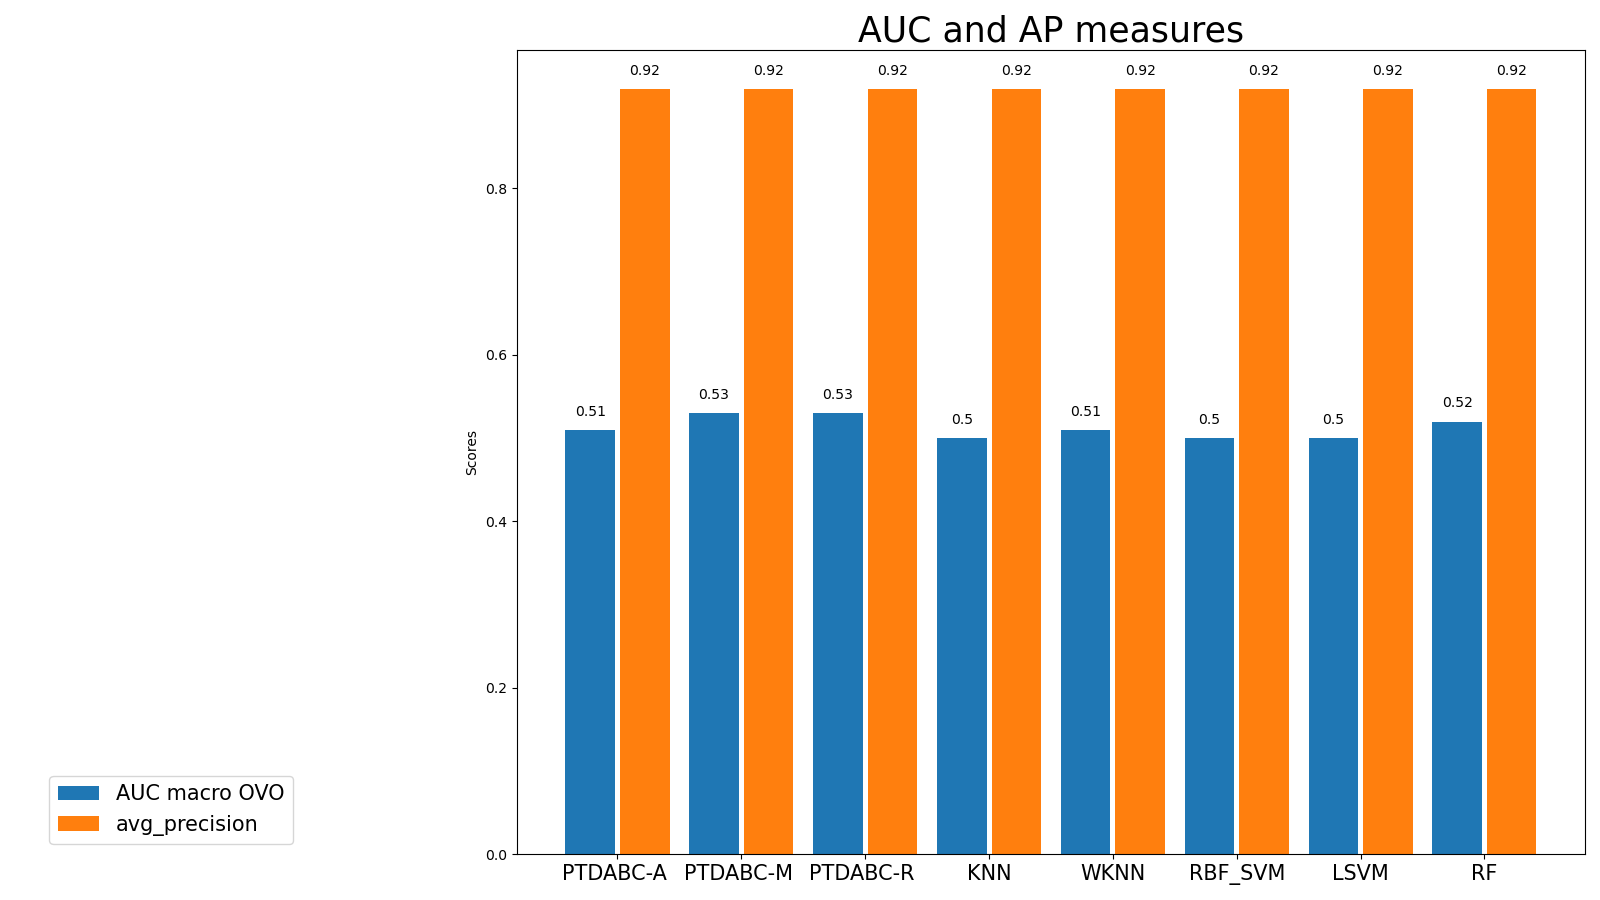 AUC and AP measures
0.92 0.92 0.92 0.92 0.92 0.92 0.92 0.92
0.8
0.6
0.51 0.53 0.53 0.5 0.51 0.5 0.5 0.52
Scores
0.4
0.2
0.0
AUC macro OVO
avg_precision
PTDABC-A PTDABC-M PTDABC-R KNN WKNN RBF_SVM LSVM RF